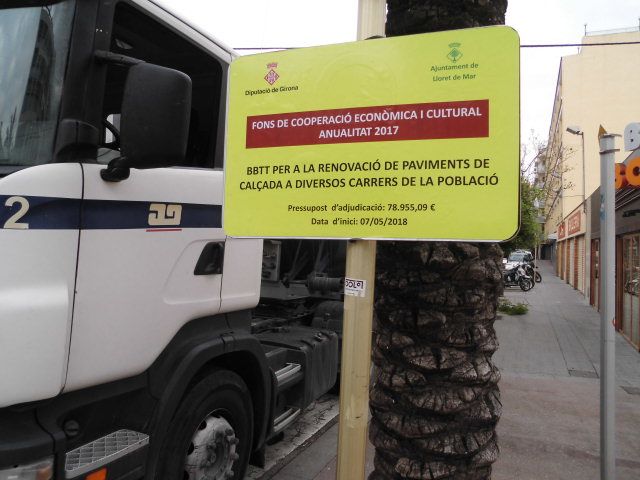 Diputació de Girona
Ajuntament de
Lloret de Mar
FONS DE COOPERACIÓ ECONÒMICA I CULTURAL
ANUALITAT 2017
BBTT PER A LA RENOVACIÓ DE PAVIMENTS DE
CALÇADA A DIVERSOS CARRERS DE LA POBLACIÓ
Pressupost d'adjudicació: 78.955,09 €
Data d'inici: 07/05/2018
2